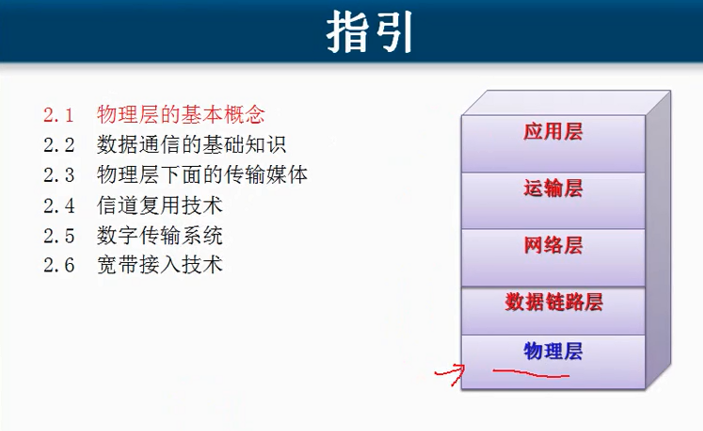 指引
2.1 物理层的基本概念
2.2 数据通信的基础知识
2.3 物理层下面的传输媒体
2.4 信道复用技术
2.5 数字传输系统
2.6 宽带接入技术
应用层
运输层
网络层
数据链路层
物理层